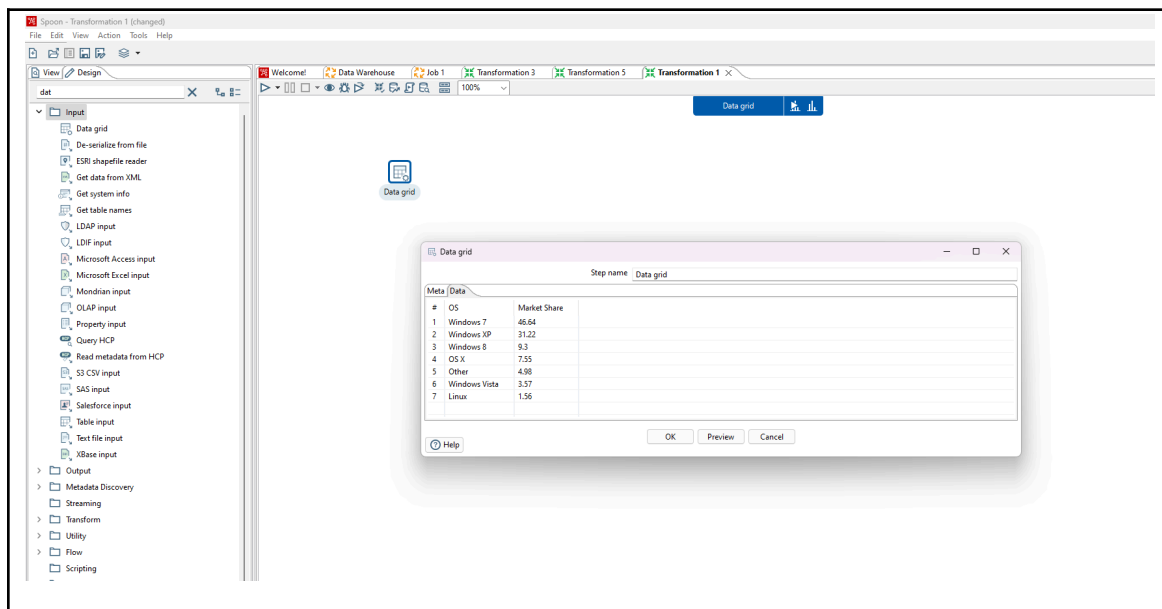 Spoon - Transformation 1 (changed)
File Edit View Action Tools Help
View Design
Welcome! Data Warehouse Job 1 Transformation 3 Transformation 5 Transformation 1
dat
100%
Data grid
Input
Data grid
De-serialize from file
ESRI shapefile reader
Get data from XML
Get system info
Get table names
LDAP input
LDIF input
Microsoft Access input
Microsoft Excel input
Mondrian input
OLAP input
Property input
Query HCP
Read metadata from HCP
S3 CSV input
SAS input
Salesforce input
Table input
Text file input
XBase input
Output
Metadata Discovery
Streaming
Transform
Utility
Flow
Scripting
Data grid
Data grid
Step name Data grid
Meta Data
# OS Market Share
1 Windows 7 46.64
2 Windows XP 31.22
3 Windows 8 9.3
4 OS X 7.55
5 Other 4.98
6 Windows Vista 3.57
7 Linux 1.56
OK Preview Cancel
Help